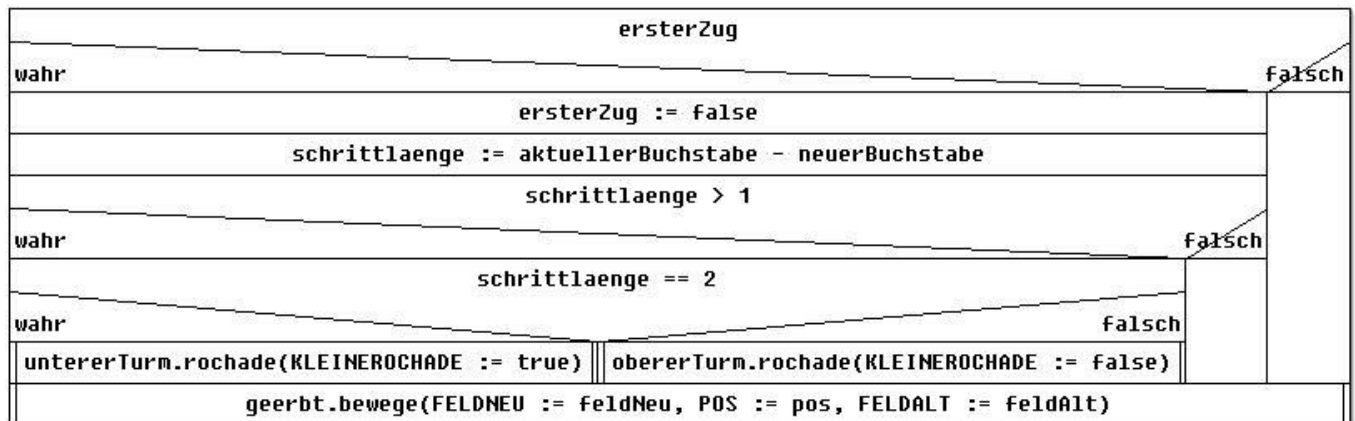 ersterZug
wahr falsch
ersterZug := false
schrittlaenge := aktuellerBuchstabe - neuerBuchstabe
schrittlaenge > 1
wahr falsch
schrittlaenge == 2
wahr falsch
untererTurm.rochade(KLEINEROCHADE := true) obererTurm.rochade(KLEINEROCHADE := false)
geerbt.bewege(FELDNEU := feldNeu, POS := pos, FELDALT := feldAlt)